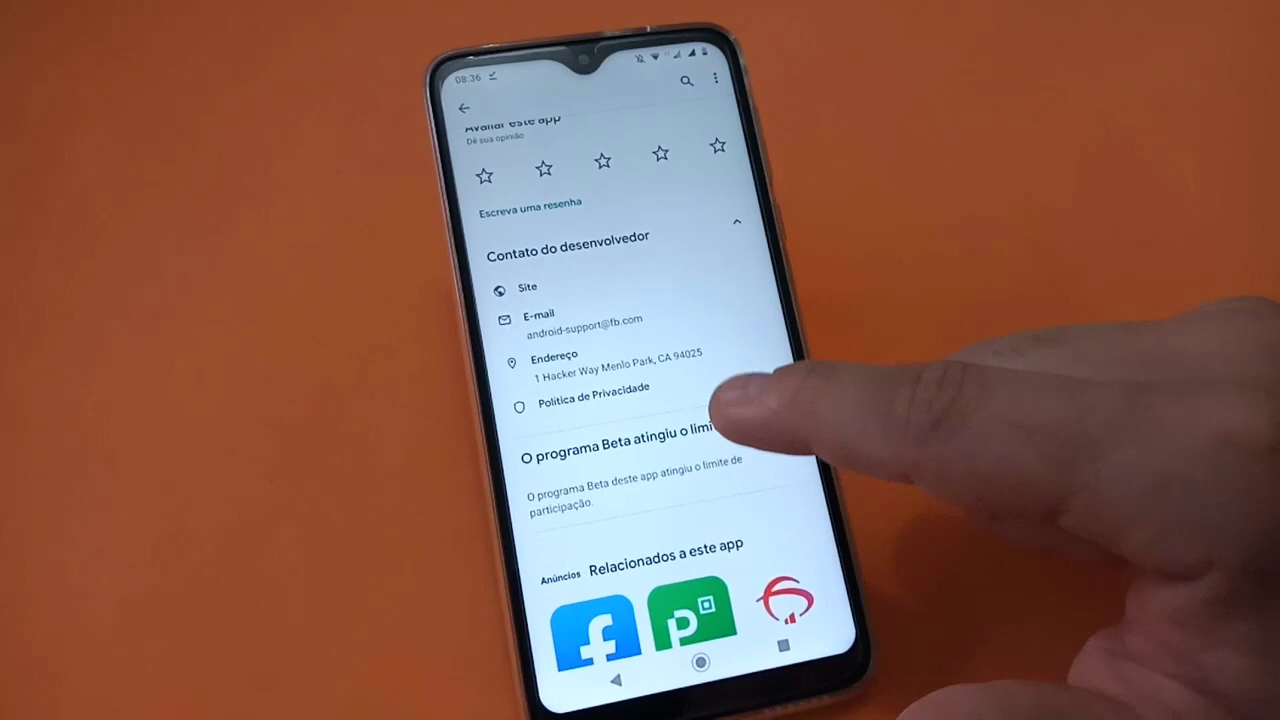 08:36
Avaliar este app
Dê sua opinião
Escreva uma resenha
Contato do desenvolvedor
Site
E-mail
android-support@fb.com
Endereço
1 Hacker Way Menlo Park, CA 94025
Política de Privacidade
O programa Beta atingiu o limi
O programa Beta deste app atingiu o limite de
participação.
Anúncios Relacionados a este app